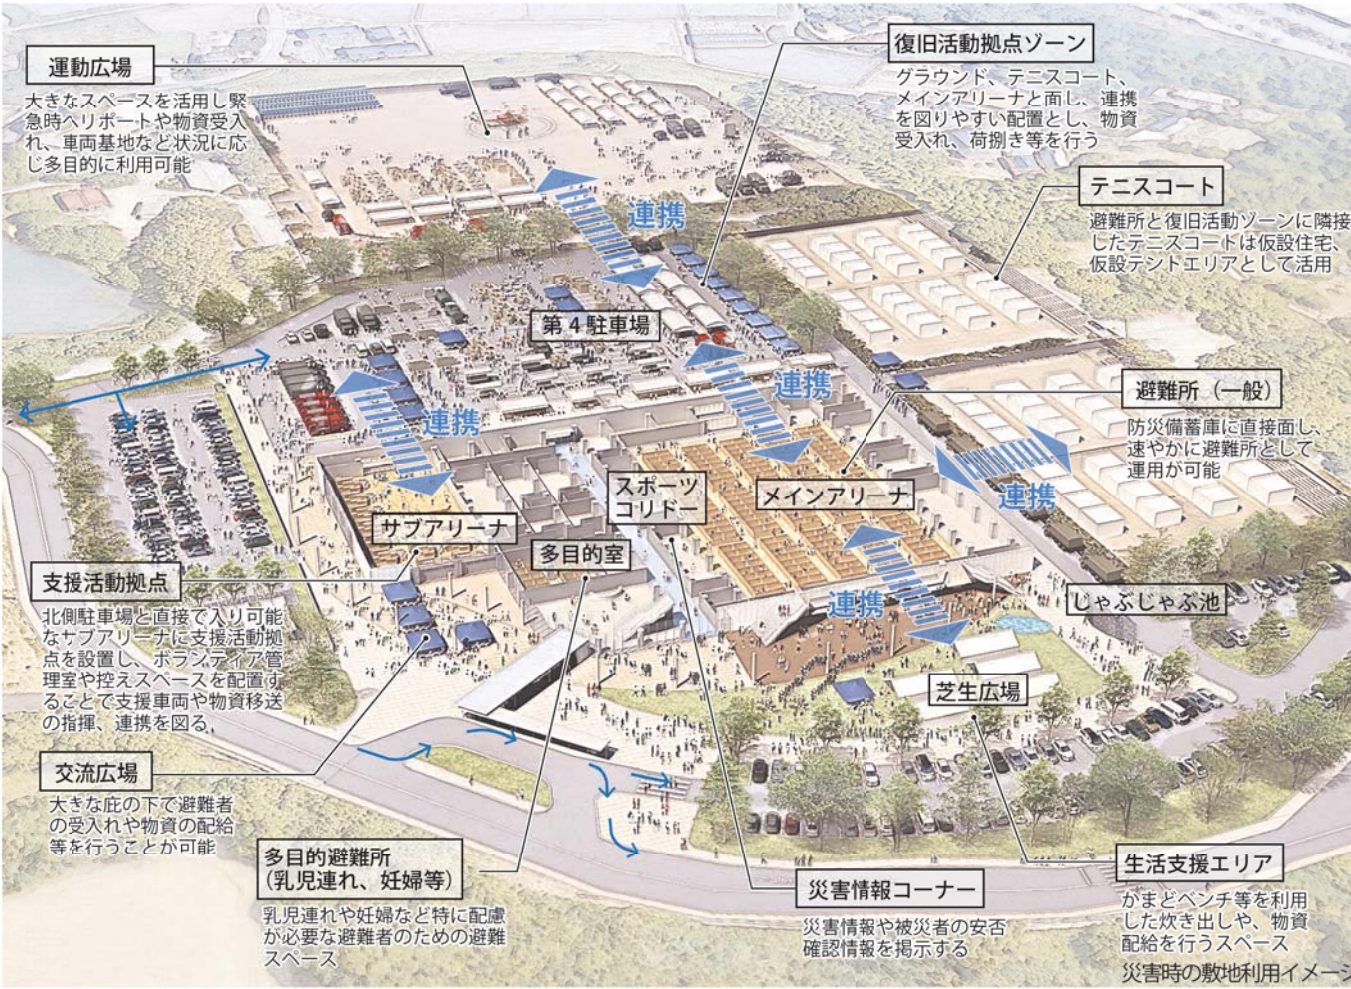 運動広場
大きなスペースを活用し緊
急時ヘリポートや物資受入
れ、車両基地など状況に応
じ多目的に利用可能
復旧活動拠点ゾーン
グラウンド、テニスコート、
メインアリーナと面し、連携
を図りやすい配置とし、物資
受入れ、荷捌き等を行う
テニスコート
避難所と復旧活動ゾーンに隣接
したテニスコートは仮設住宅、
仮設テントエリアとして活用
連携
第4駐車場
連携
連携
避難所（一般）
防災備蓄庫に直接面し、
速やかに避難所として
運用が可能
連携
スポーツ
コリドー
メインアリーナ
サブアリーナ
多目的室
支援活動拠点
北側駐車場と直接で入り可能
なサブアリーナに支援活動拠
点を設置し、ボランティア管
理室や控えスペースを配置す
ることで支援車両や物資移送
の指揮、連携を図る
連携
じゃぶじゃぶ池
芝生広場
交流広場
大きな庇の下で避難者
の受入れや物資の配給
等を行うことが可能
多目的避難所
（乳児連れ、妊婦等）
乳児連れや妊婦など特に配慮
が必要な避難者のための避難
スペース
災害情報コーナー
災害情報や被災者の安否
確認情報を掲示する
生活支援エリア
かまどベンチ等を利用
した炊き出しや、物資
配給を行うスペース
災害時の敷地利用イメージ